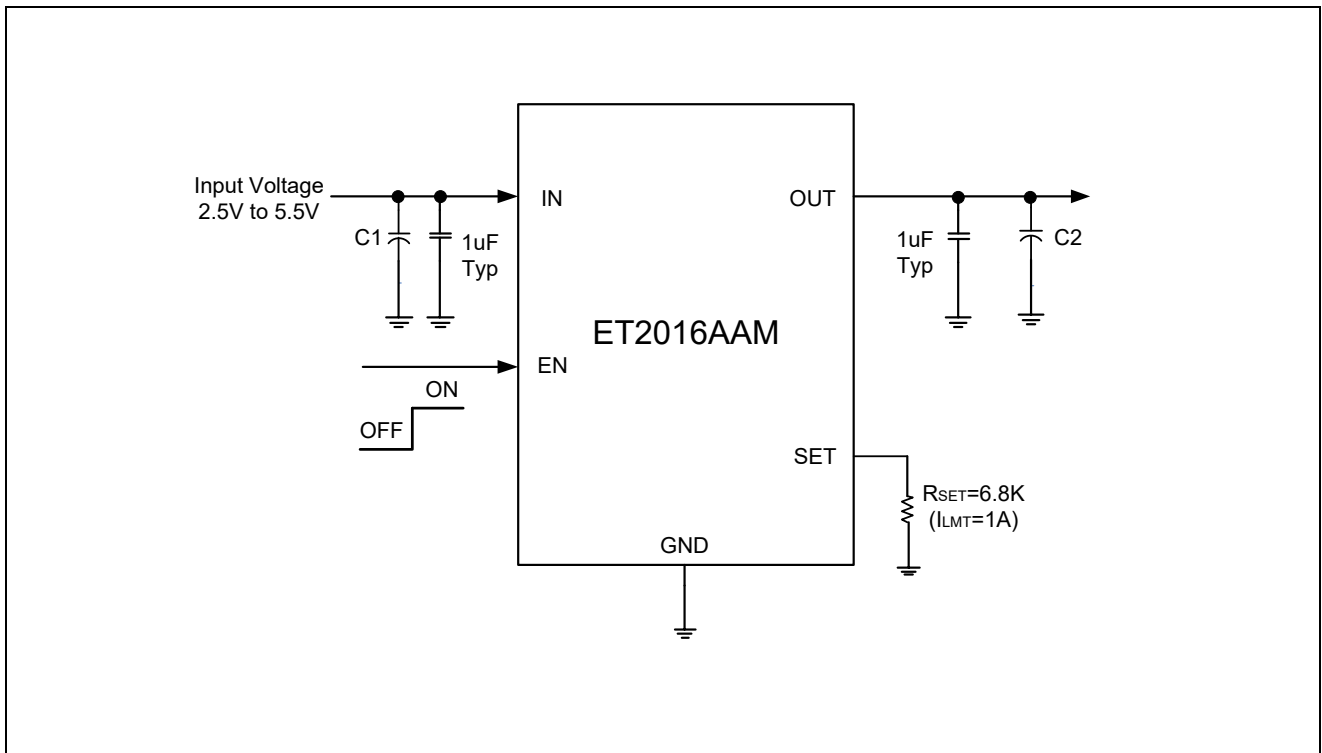 Input Voltage
2.5V to 5.5V
C1
1uF
Typ
IN
OUT
1uF
Typ
C2
ET2016AAM
EN
ON
OFF
SET
RSET=6.8K
(ILMT=1A)
GND